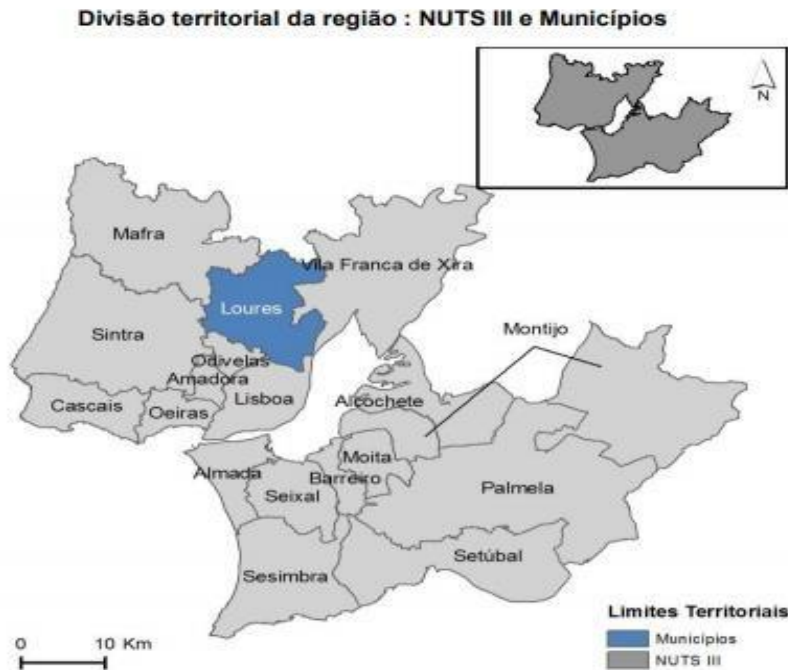 Divisão territorial da região : NUTS III e Municípios
N
Mafra
Vila Franca de Xira
Loures
Sintra
Montijo
Odivelas
Amadora
Cascais
Oeiras
Lisboa
Alcochete
Moita
Almada
Barreiro
Seixal
Palmela
Setúbal
Sesimbra
Limites Territoriais
Municípios
NUTS III
0 10 Km